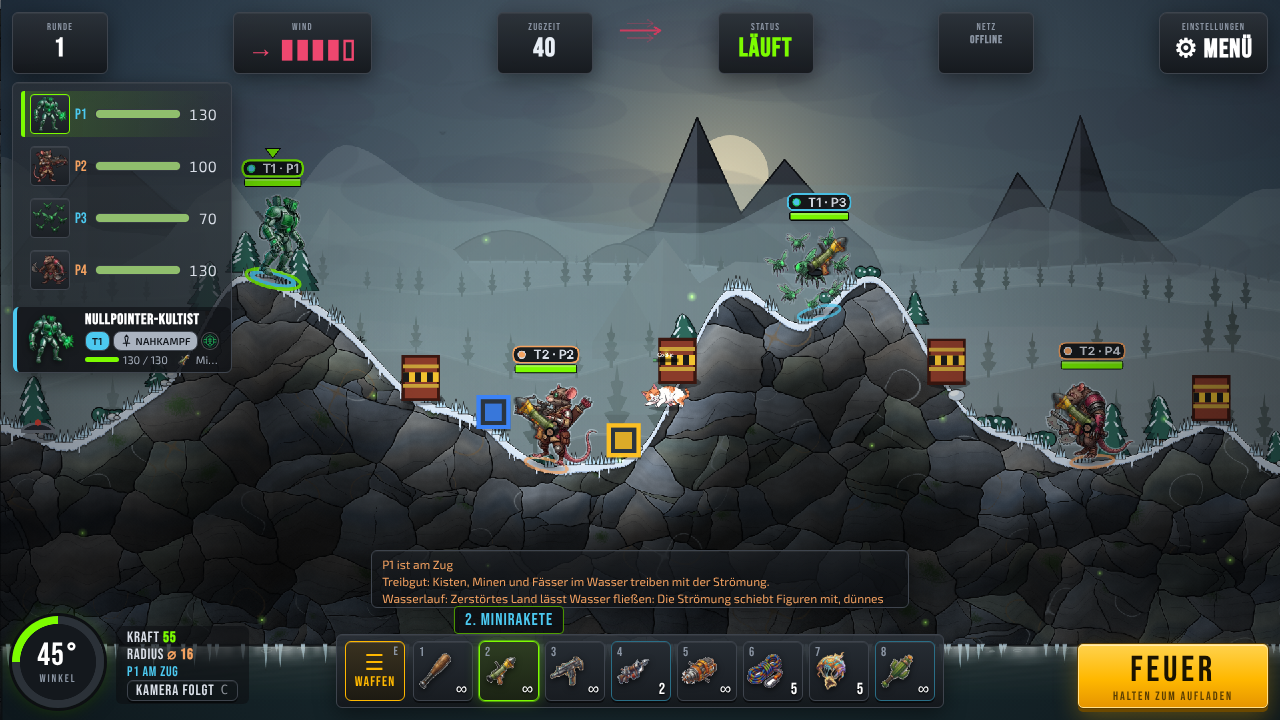 RUNDE
1
WIND
→
ZUGZEIT
40
STATUS
LÄUFT
NETZ
OFFLINE
EINSTELLUNGEN
MENÜ
P1 130
P2 100
P3 70
P4 130
NULLPOINTER-KULTIST
T1 NAHKAMPF
130 / 130 Mi...
T1 · P1
T1 · P3
T2 · P2
T2 · P4
P1 ist am Zug
Treibgut: Kisten, Minen und Fässer im Wasser treiben mit der Strömung.
Wasserlauf: Zerstörtes Land lässt Wasser fließen: Die Strömung schiebt Figuren mit, dünnes
2. MINIRAKETE
45°
WINKEL
KRAFT 55
RADIUS ⌀ 16
P1 AM ZUG
KAMERA FOLGT C
E
☰
WAFFEN
1 ∞
2 ∞
3 ∞
4 2
5 ∞
6 5
7 5
8 ∞
FEUER
HALTEN ZUM AUFLADEN